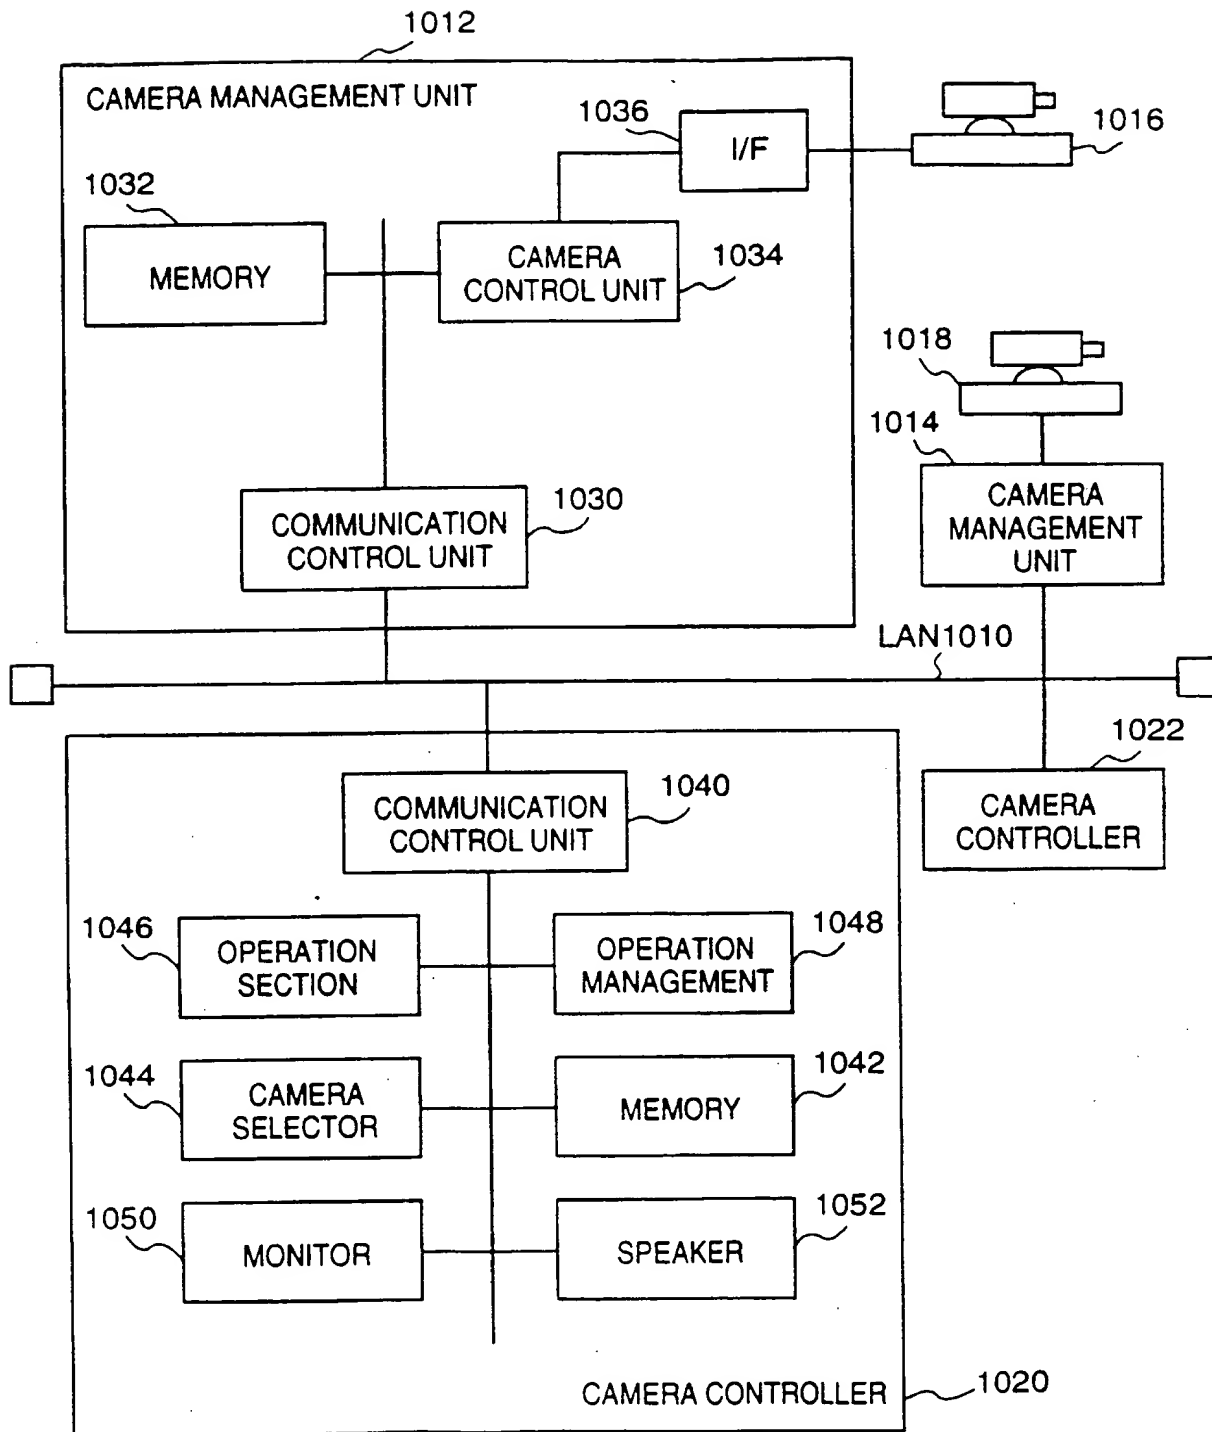 1012
CAMERA MANAGEMENT UNIT
1036
I/F
1016
1032
MEMORY
CAMERA
CONTROL UNIT
1034
1018
1014
CAMERA
MANAGEMENT
UNIT
COMMUNICATION
CONTROL UNIT
1030
LAN1010
1022
CAMERA
CONTROLLER
COMMUNICATION
CONTROL UNIT
1040
1046
OPERATION
SECTION
OPERATION
MANAGEMENT
1048
1044
CAMERA
SELECTOR
MEMORY
1042
1050
MONITOR
SPEAKER
1052
CAMERA CONTROLLER
1020